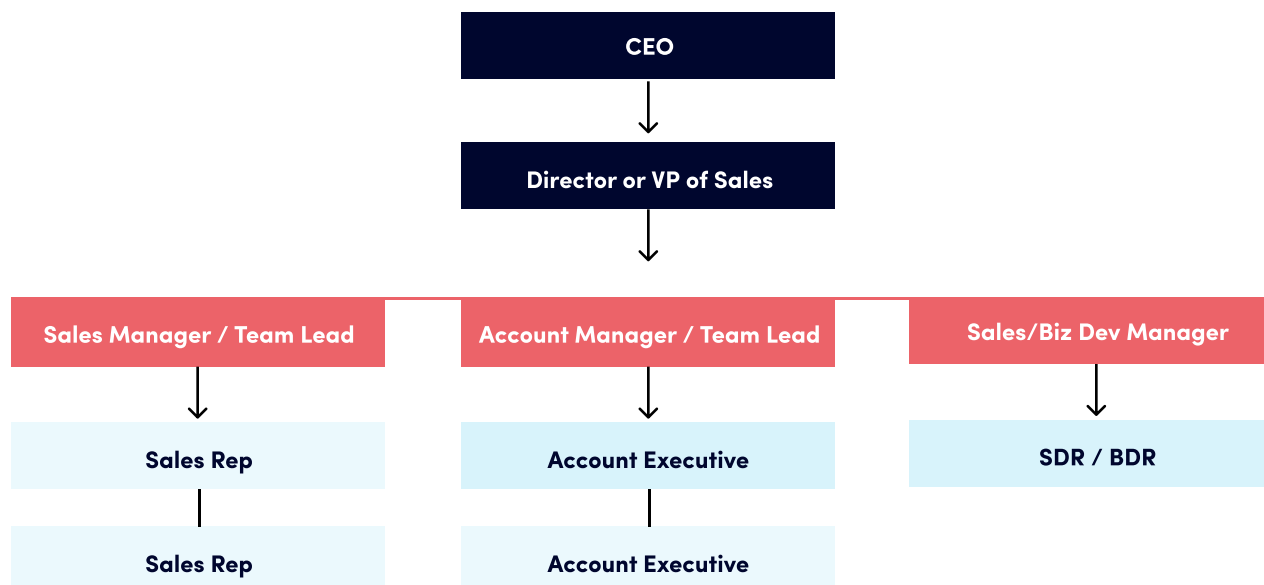 CEO
Director or VP of Sales
Sales Manager / Team Lead
Account Manager / Team Lead
Sales/Biz Dev Manager
Sales Rep
Account Executive
SDR / BDR
Sales Rep
Account Executive